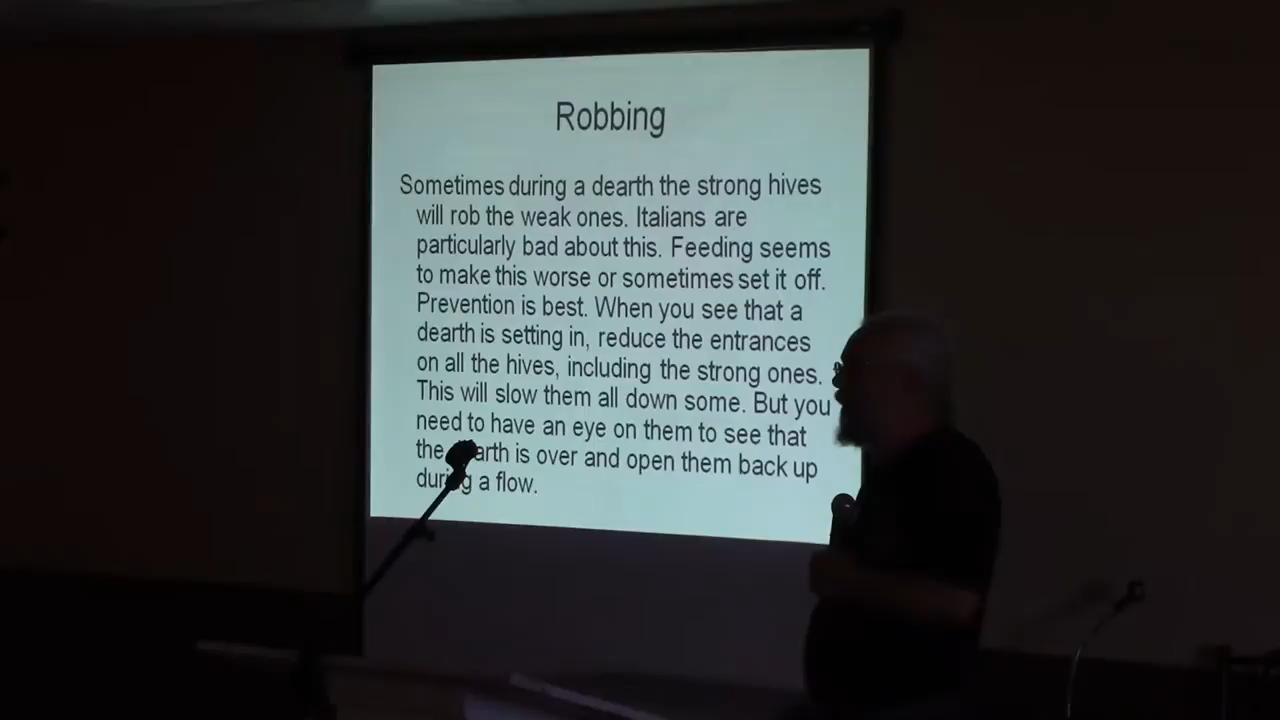 Robbing
Sometimes during a dearth the strong hives
will rob the weak ones. Italians are
particularly bad about this. Feeding seems
to make this worse or sometimes set it off.
Prevention is best. When you see that a
dearth is setting in, reduce the entrances
on all the hives, including the strong ones.
This will slow them all down some. But you
need to have an eye on them to see that
the dearth is over and open them back up
during a flow.